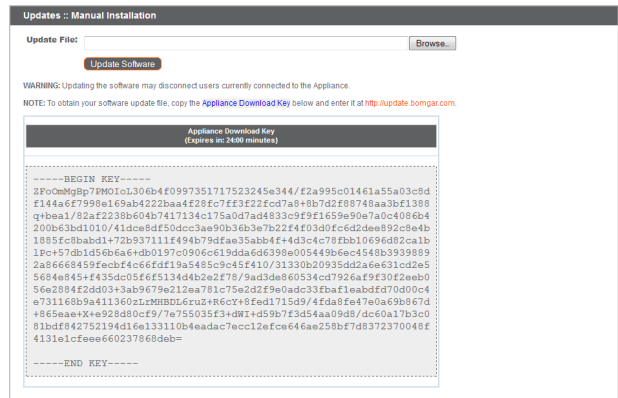 Updates :: Manual Installation
Update File:
Browse..
Update Software
WARNING: Updating the software may disconnect users currently connected to the Appliance.
NOTE: To obtain your software update file, copy the Appliance Download Key below and enter it at http://update.bomgar.com.
Appliance Download Key
(Expires in: 24:00 minutes)
-----BEGIN KEY-----
ZFoOmMgBp7PMOIoL306b4f0997351717523245e344/f2a995c01461a55a03c8d
f144a6f7998e169ab4222baa4f28fc7ff3f22fcd7a8+8b2d9f88748aa3bf1388
q+bea1/82af2238b604b7417134c175a0d7ad4833c9f9f1659e90e7a0c4086b4
200b63bd1010/41dce8df50dcc3ae90b36b3e7b22f4f03d0fc6d2dee892c8e4b
1885fc8babd1+72b937111f494b79dfae35abb4f+4d3c4c78fbb10696d82ca1b
lPc+57db1d56b6a6+db0197c0906c619dda6d6398e005449b6ec4548b3939889
2a86668459fecbf4c66fdf19a5485c9c45f410/31330b20935dd2a6e631cd2e5
5684e845+f435dc05f6f5134d4b2e2f78/9ad3de860534cd9726af9f30f2eeb0
56e2884f2dd03+3ab9679e212ea781c75e2d2f9e0adc33fbaf1eabdfd70d00c4
e731168b9a411360zLrMHBDL6ruZ+R6cY+8fed1715d9/4fda8fe47e0a69b867d
+865eae+X+e928d80cf9/7e755035f3+dWI+d59b7f3d54aa09d8/dc60a17b3c0
81bdf842752194d16e133110b4eadac7ecc12efce646ae258bf7d8372370048f
4131e1cfeee660237868deb=
-----END KEY-----